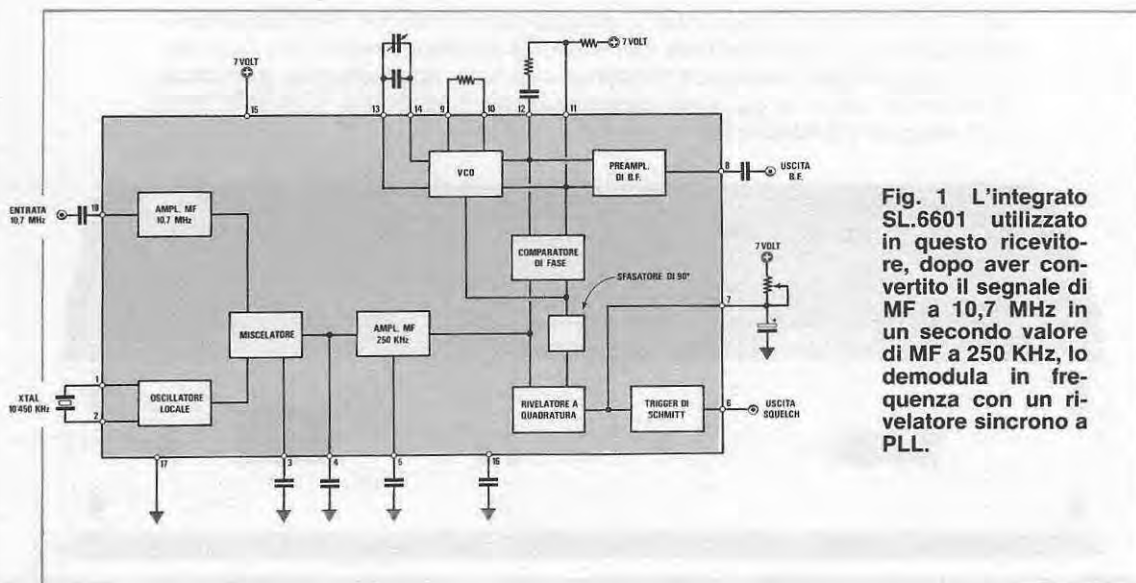 7 VOLT
15
13
14
9
10
12
11
7 VOLT
VCO
PREAMPL.
DI B.F.
8
USCITA
B.F.
ENTRATA
10,7 MHz
18
AMPL. MF
10,7 MHz
COMPARATORE
DI FASE
SFASATORE DI 90°
7 VOLT
7
MISCELATORE
AMPL. MF
250 KHz
XTAL
10'450 KHz
1
2
OSCILLATORE
LOCALE
RIVELATORE A
QUADRATURA
TRIGGER DI
SCHMITT
6
USCITA
SQUELCH
17
3
4
5
16
Fig. 1 L'integrato
SL.6601 utilizzato
in questo ricevito-
re, dopo aver con-
vertito il segnale di
MF a 10,7 MHz in
un secondo valore
di MF a 250 KHz, lo
demodula in fre-
quenza con un ri-
velatore sincrono a
PLL.